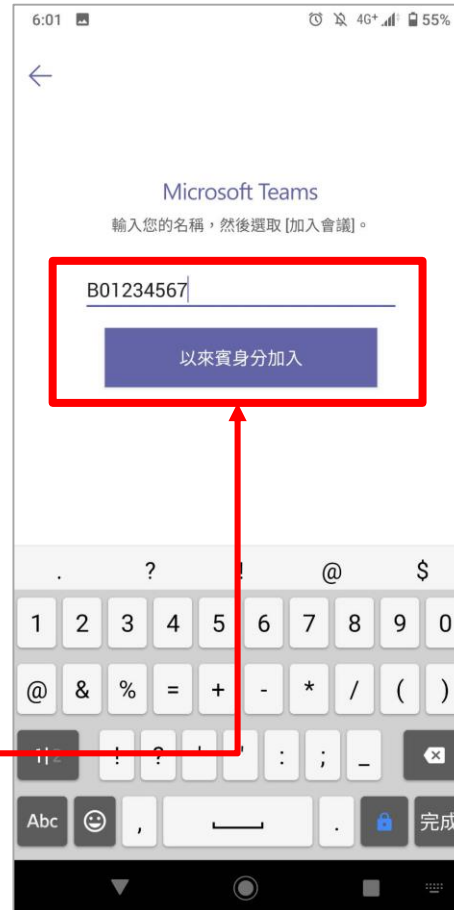 6:01 4G+ 55%
Microsoft Teams
輸入您的名稱，然後選取 [加入會議]。
B01234567
以來賓身分加入
. ? ! @ $
1 2 3 4 5 6 7 8 9 0
@ & % = + - * / ( )
! ? ' " : ; _
Abc , .  完成